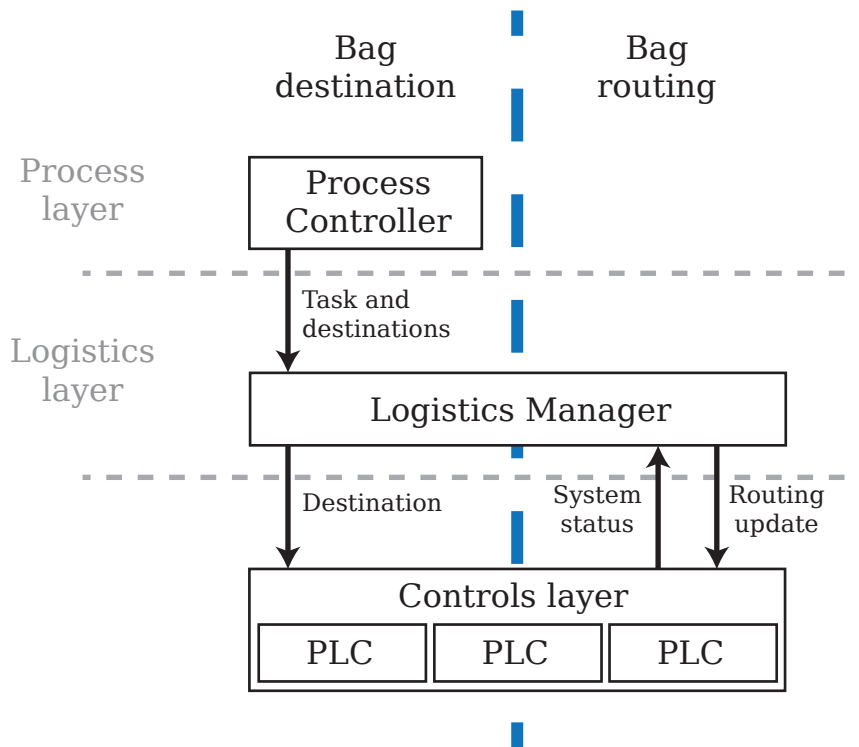 Bag
destination
Bag
routing
Process
layer
Process
Controller
Task and
destinations
Logistics
layer
Logistics Manager
Destination
System
status
Routing
update
Controls layer
PLC
PLC
PLC